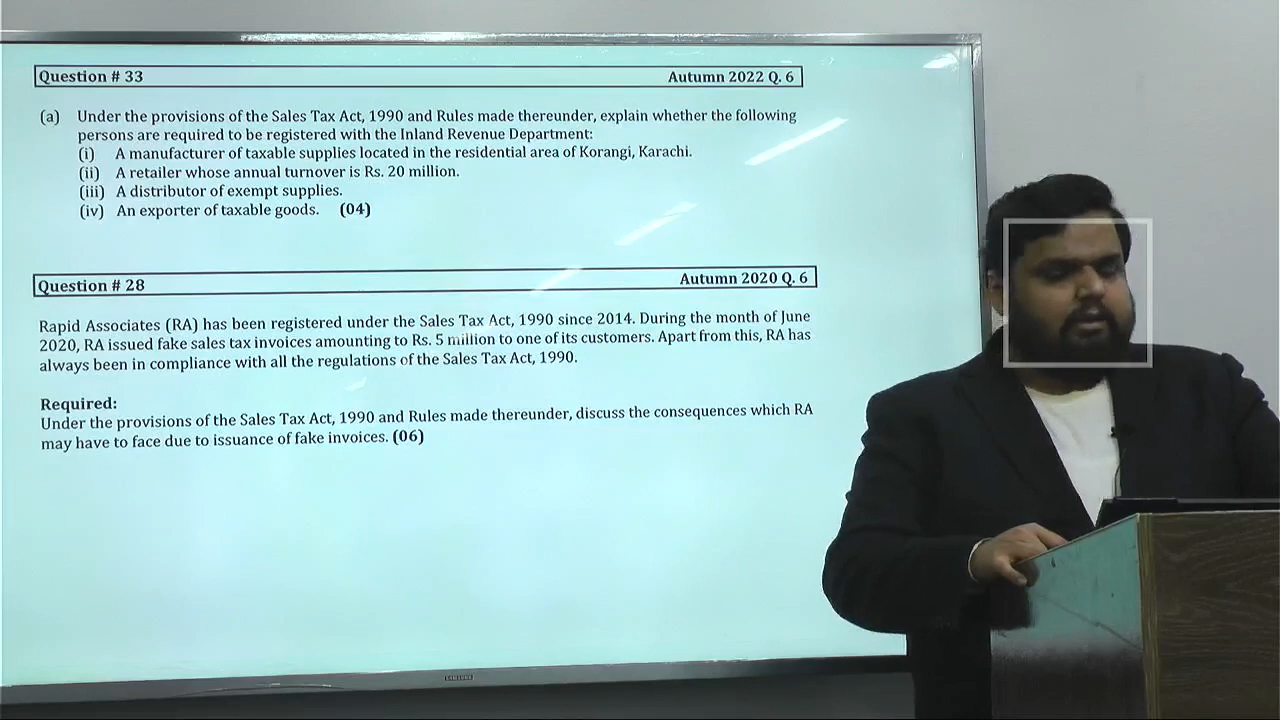 Question # 33 Autumn 2022 Q. 6
(a) Under the provisions of the Sales Tax Act, 1990 and Rules made thereunder, explain whether the following
persons are required to be registered with the Inland Revenue Department:
(i) A manufacturer of taxable supplies located in the residential area of Korangi, Karachi.
(ii) A retailer whose annual turnover is Rs. 20 million.
(iii) A distributor of exempt supplies.
(iv) An exporter of taxable goods. (04)
Question # 28 Autumn 2020 Q. 6
Rapid Associates (RA) has been registered under the Sales Tax Act, 1990 since 2014. During the month of June
2020, RA issued fake sales tax invoices amounting to Rs. 5 million to one of its customers. Apart from this, RA has
always been in compliance with all the regulations of the Sales Tax Act, 1990.
Required:
Under the provisions of the Sales Tax Act, 1990 and Rules made thereunder, discuss the consequences which RA
may have to face due to issuance of fake invoices. (06)
SAMSUNG